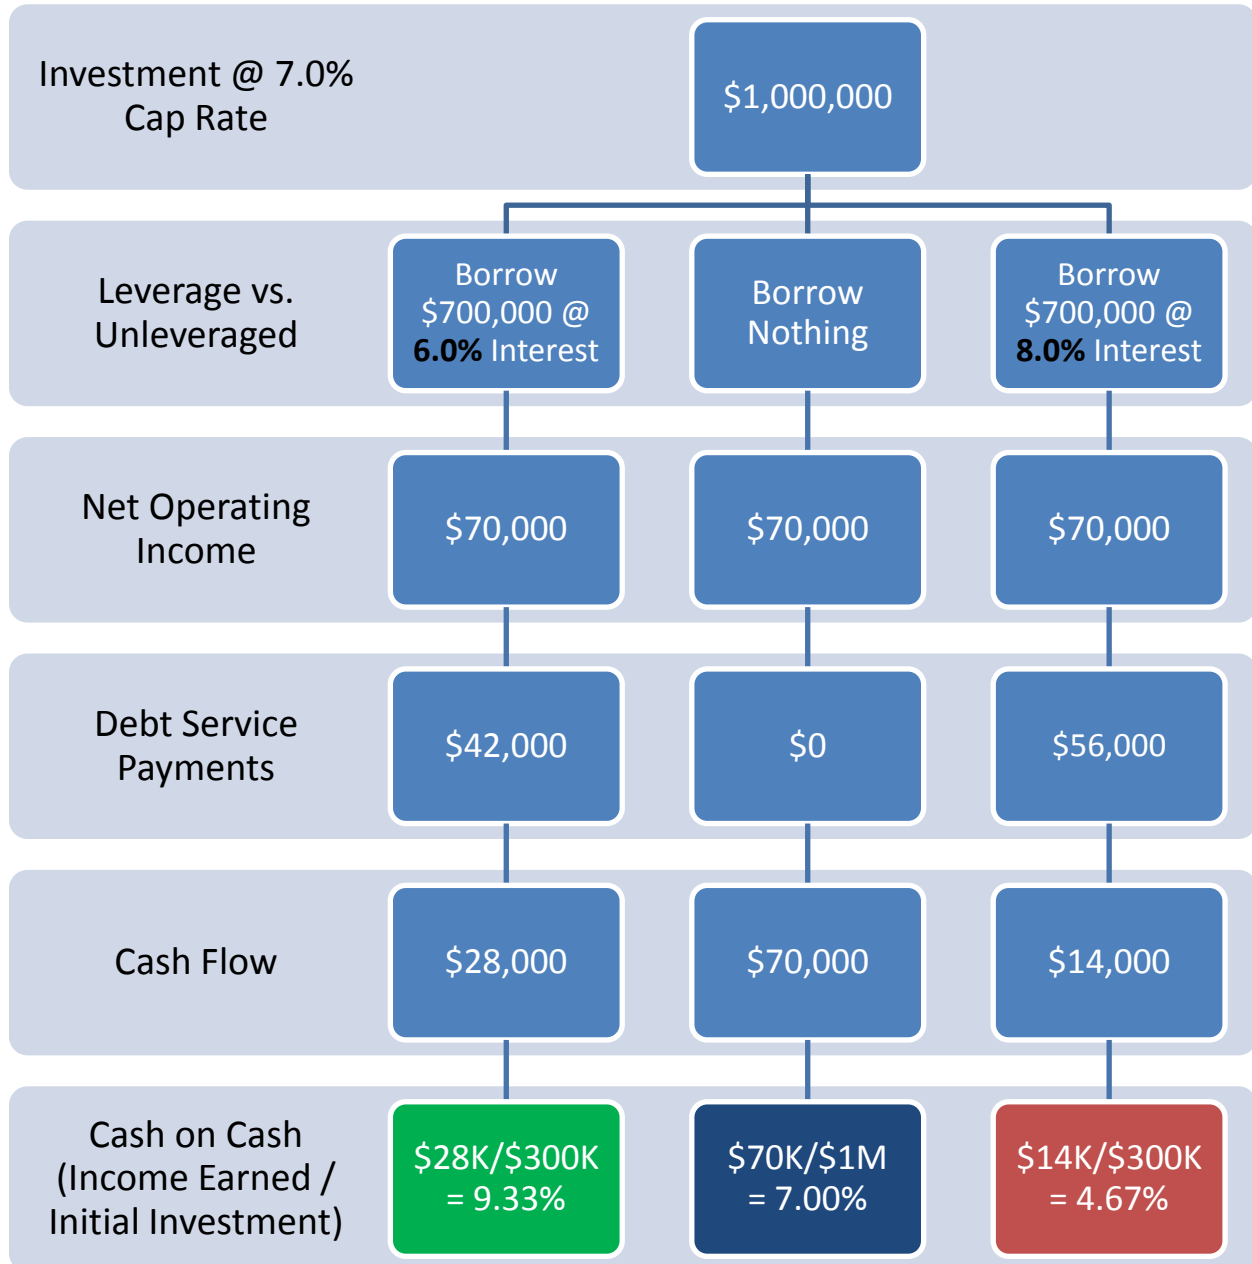 Investment @ 7.0%
Cap Rate
$1,000,000
Leverage vs.
Unleveraged
Borrow
$700,000 @
6.0% Interest
Borrow
Nothing
Borrow
$700,000 @
8.0% Interest
Net Operating
Income
$70,000
$70,000
$70,000
Debt Service
Payments
$42,000
$0
$56,000
Cash Flow
$28,000
$70,000
$14,000
Cash on Cash
(Income Earned /
Initial Investment)
$28K/$300K
= 9.33%
$70K/$1M
= 7.00%
$14K/$300K
= 4.67%